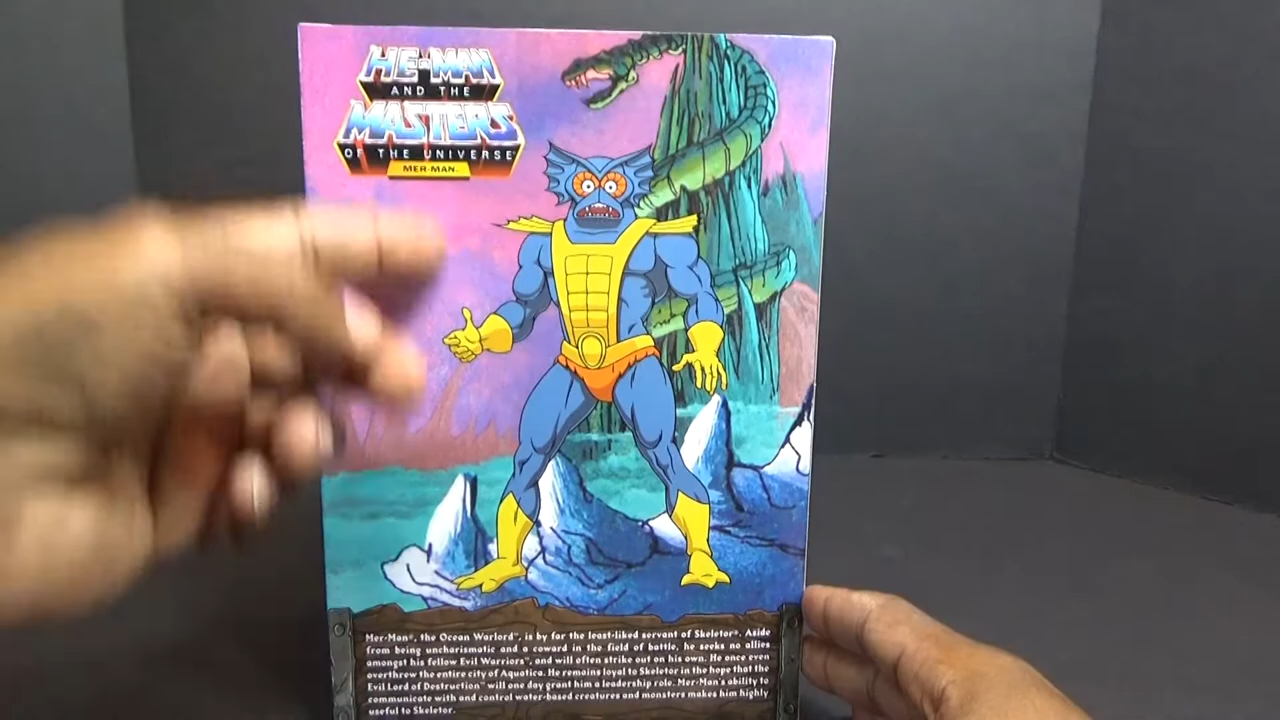 HE-MAN
AND THE
MASTERS
OF THE UNIVERSE
MER-MAN™
Mer-Man®, the Ocean Warlord™, is by for the least-liked servant of Skeletor®. Aside
from being uncharismatic and a coward in the field of battle, he seeks no allies
amongst his fellow Evil Warriors™, and will often strike out on his own. He once even
overthrew the entire city of Aquatica. He remains loyal to Skeletor in the hope that the
Evil Lord of Destruction™ will one day grant him a leadership role. Mer-Man's ability to
communicate with and control water-based creatures and monsters makes him highly
useful to Skeletor.